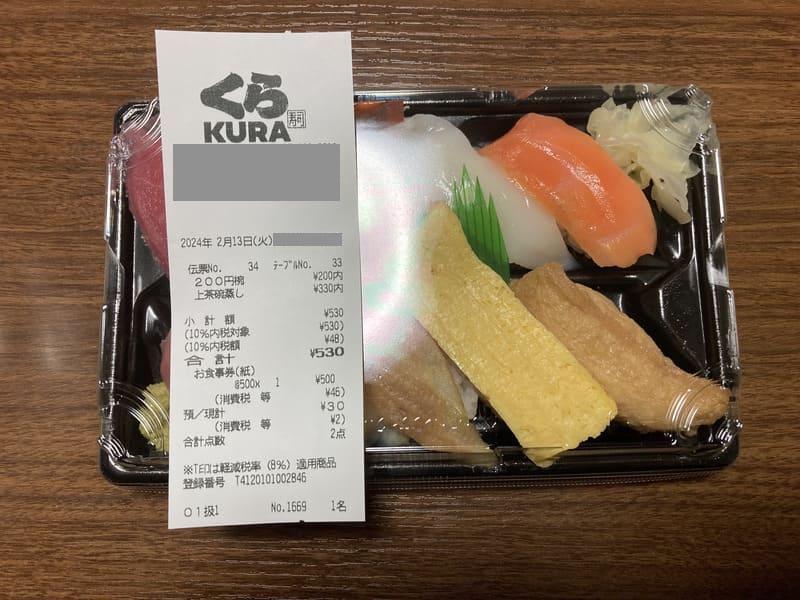 くら
寿司
KURA
2024年 2月13日(火)
伝票No. 34 テーブルNo. 33
200円椀 ¥200内
上茶碗蒸し ¥330内
小 計 額 ¥530
(10%内税対象 ¥530)
(10%内税額 ¥48)
合 計 ¥530
お食事券(紙)
@500x 1 ¥500
(消費税 等 ¥46)
預/現計 ¥30
(消費税 等 ¥2)
合計点数 2点
は軽減税率 (8%) 適用商品
登録番号 T4120101002846
01扱1 No.1669 1名